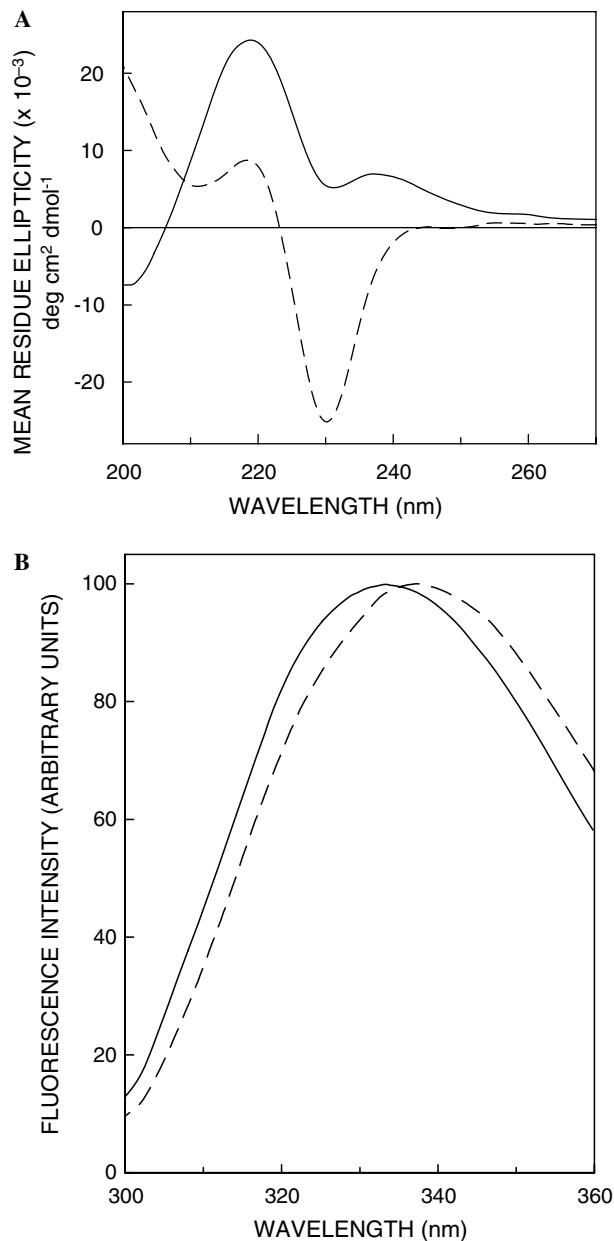 A
MEAN RESIDUE ELLIPTICITY (x 10⁻³)
deg cm² dmol⁻¹
20
10
0
-10
-20
200
220
240
260
WAVELENGTH (nm)
B
FLUORESCENCE INTENSITY (ARBITRARY UNITS)
100
80
60
40
20
0
300
320
340
360
WAVELENGTH (nm)